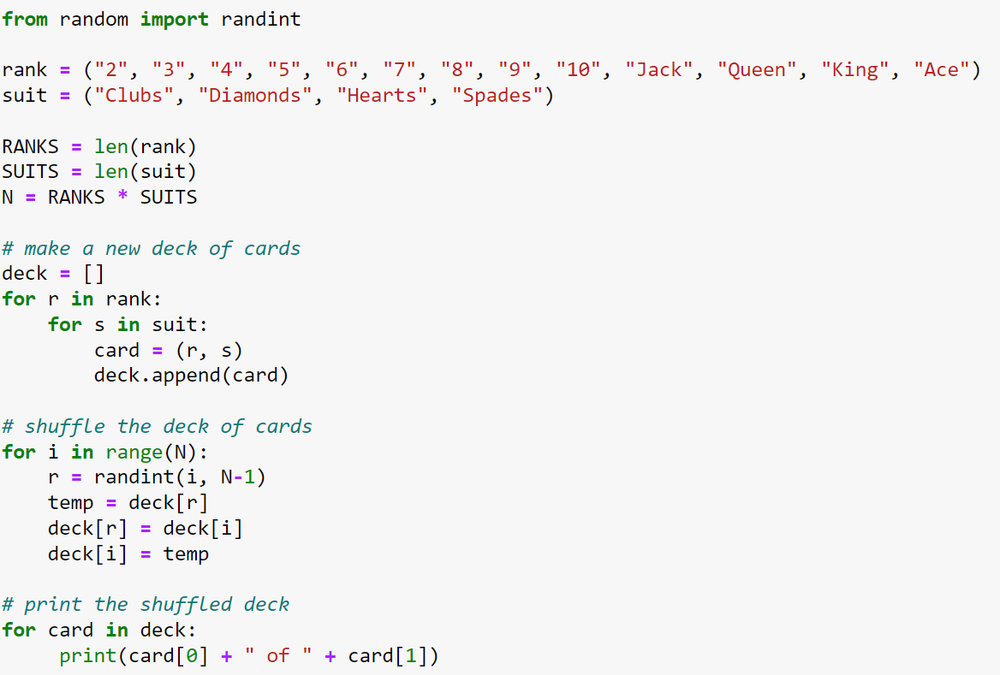 from random import randint

rank = ("2", "3", "4", "5", "6", "7", "8", "9", "10", "Jack", "Queen", "King", "Ace")
suit = ("Clubs", "Diamonds", "Hearts", "Spades")

RANKS = len(rank)
SUITS = len(suit)
N = RANKS * SUITS

# make a new deck of cards
deck = []
for r in rank:
    for s in suit:
        card = (r, s)
        deck.append(card)

# shuffle the deck of cards
for i in range(N):
    r = randint(i, N-1)
    temp = deck[r]
    deck[r] = deck[i]
    deck[i] = temp

# print the shuffled deck
for card in deck:
     print(card[0] + " of " + card[1])